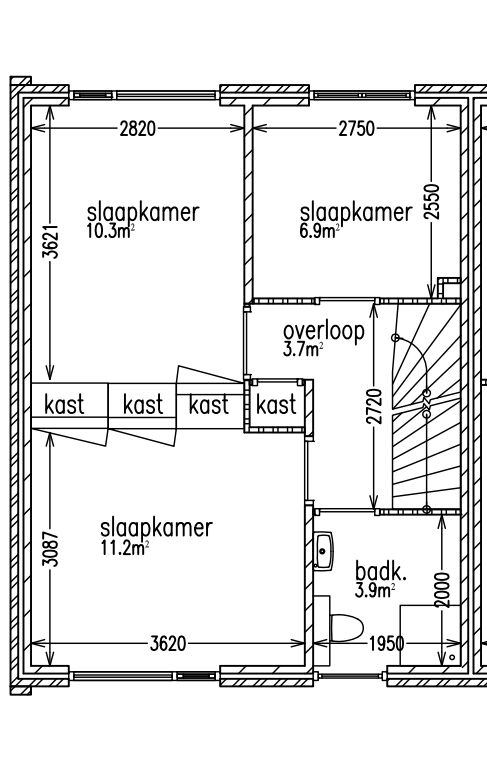 2820
2750
3621
slaapkamer
10.3m²
slaapkamer
6.9m²
2550
overloop
3.7m²
2720
kast
kast
kast
kast
slaapkamer
11.2m²
3087
badk.
3.9m²
2000
3620
1950